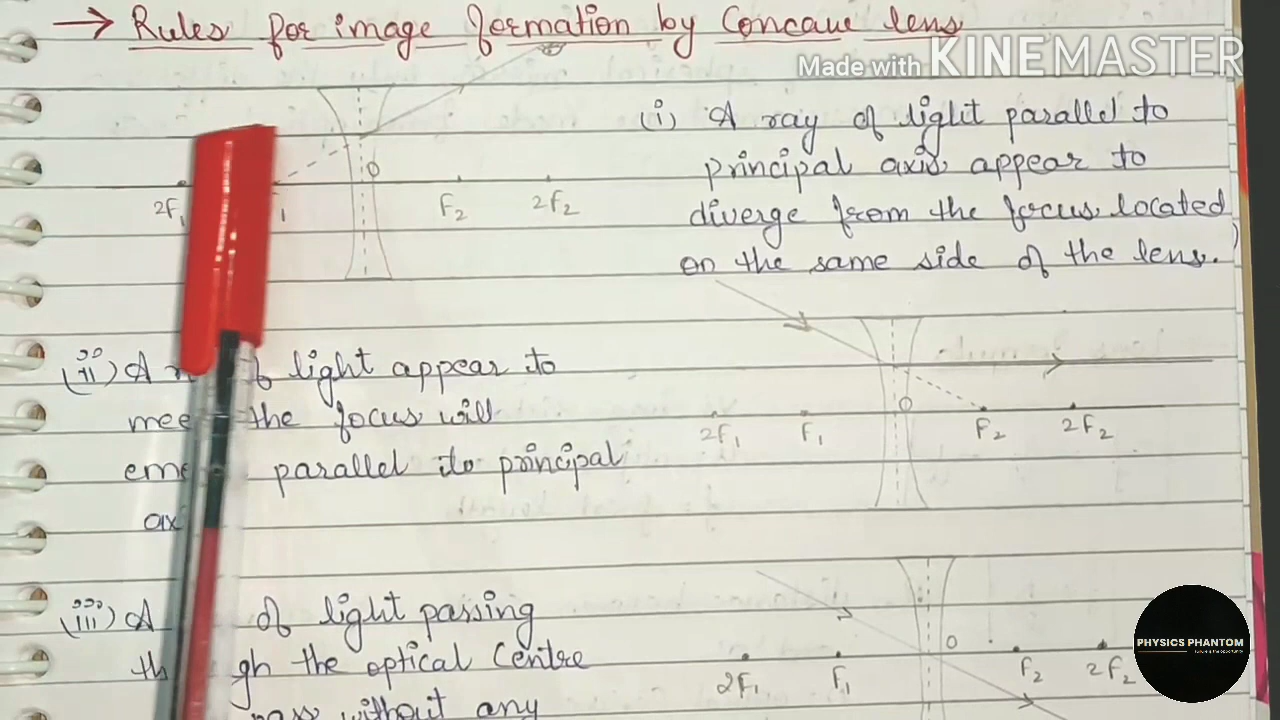 → Rules for image formation by Concave lens
Made with KINEMASTER
(i) A ray of light parallel to
principal axis appear to
diverge from the focus located
on the same side of the lens.
O
2F1 F2 2F2
(ii) A of light appear to
the focus will
parallel to principal
O
2F1 F1 F2 2F2
(iii) A of light passing
the optical Centre
pass without any
O
2F1 F1 F2 2F2
PHYSICS PHANTOM